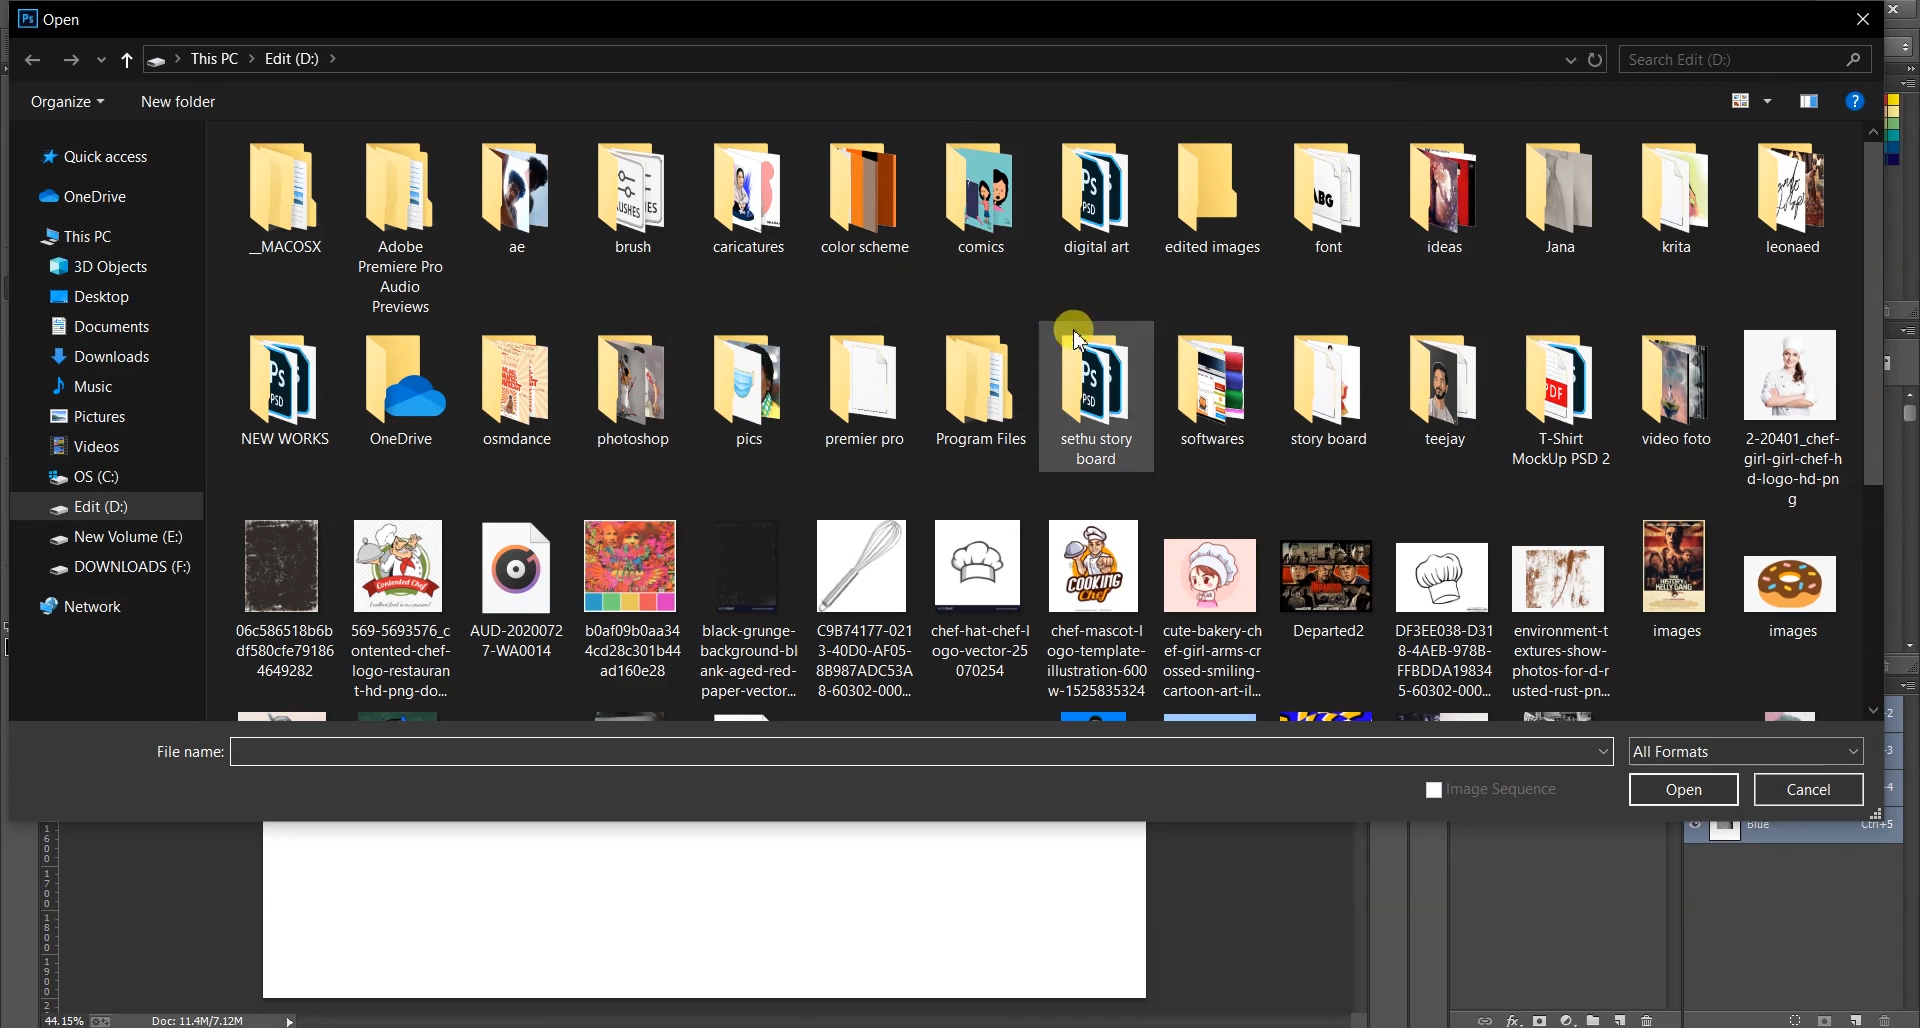 Ps Open
This PC > Edit (D:) >
Search Edit (D:)
Organize
New folder
Quick access
OneDrive
This PC
3D Objects
Desktop
Documents
Downloads
Music
Pictures
Videos
OS (C:)
Edit (D:)
New Volume (E:)
DOWNLOADS (F:)
Network
__MACOSX
Adobe
Premiere Pro
Audio
Previews
ae
brush
caricatures
color scheme
comics
digital art
edited images
font
ideas
Jana
krita
leonaed
NEW WORKS
OneDrive
osmdance
photoshop
pics
premier pro
Program Files
sethu story
board
softwares
story board
teejay
T-Shirt
MockUp PSD 2
video foto
2-20401_chef-
girl-girl-chef-h
d-logo-hd-pn
g
06c586518b6b
df580cfe79186
4649282
569-5693576_c
ontented-chef-
logo-restauran
t-hd-png-do...
AUD-2020072
7-WA0014
b0af09b0aa34
4cd28c301b44
ad160e28
black-grunge-
background-bl
ank-aged-red-
paper-vector...
C9B74177-021
3-40D0-AF05-
8B987ADC53A
8-60302-000...
chef-hat-chef-l
ogo-vector-25
070254
COOKING
Chef
chef-mascot-l
ogo-template-
illustration-600
w-1525835324
cute-bakery-ch
ef-girl-arms-cr
ossed-smiling-
cartoon-art-il...
Departed2
DF3EE038-D31
8-4AEB-978B-
FFBDDA19834
5-60302-000...
environment-t
extures-show-
photos-for-d-r
usted-rust-pn...
images
images
File name:
All Formats
Image Sequence
Open
Cancel
Blue
Ctrl+5
44.15%
Doc: 11.4M/7.12M